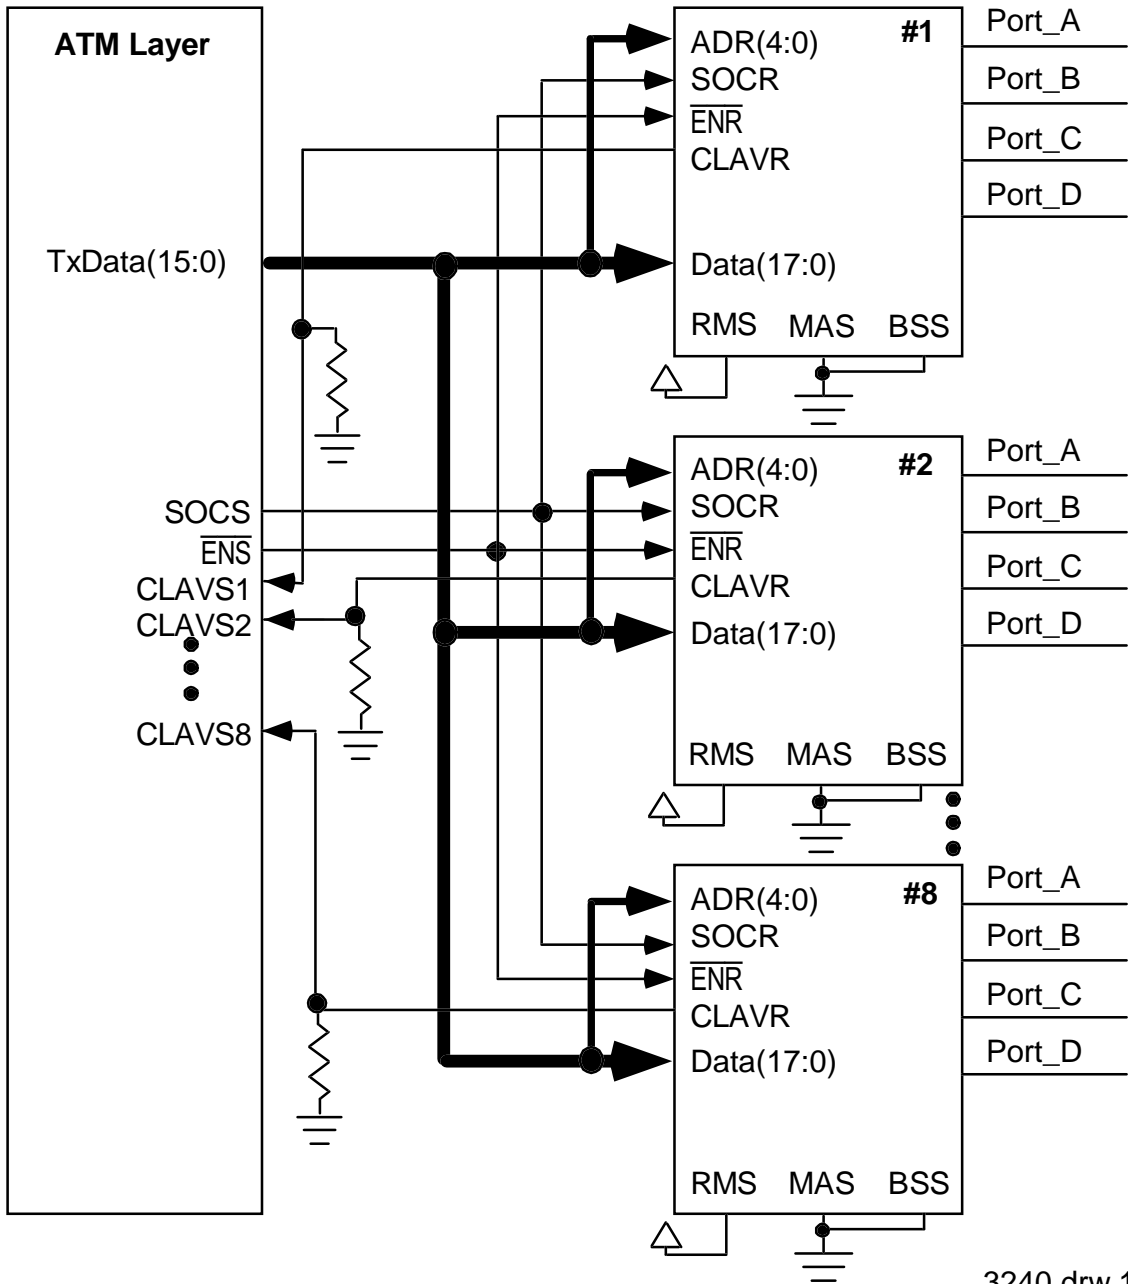 ATM Layer
TxData(15:0)
SOCS
ENS
CLAVS1
CLAVS2
CLAVS8
#1
ADR(4:0)
SOCR
ENR
CLAVR
Data(17:0)
RMS MAS BSS
Port_A
Port_B
Port_C
Port_D
#2
ADR(4:0)
SOCR
ENR
CLAVR
Data(17:0)
RMS MAS BSS
Port_A
Port_B
Port_C
Port_D
#8
ADR(4:0)
SOCR
ENR
CLAVR
Data(17:0)
RMS MAS BSS
Port_A
Port_B
Port_C
Port_D
3240 drw 1